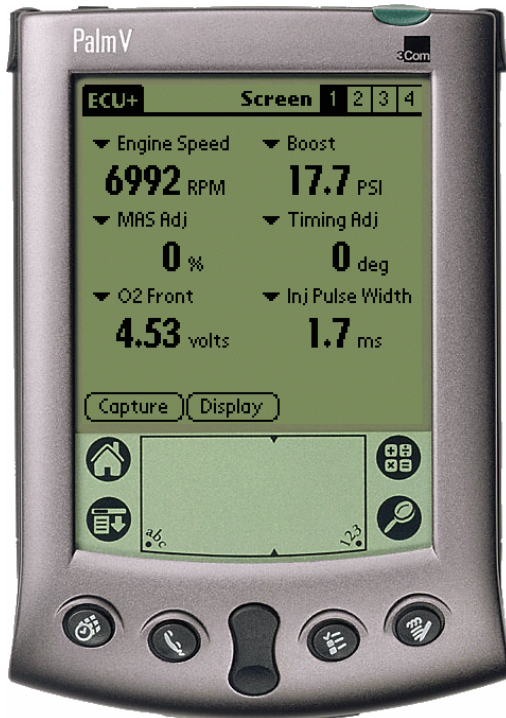 PalmV
3Com
ECU+ Screen 1 2 3 4
Engine Speed Boost
6992 RPM 17.7 PSI
MAS Adj Timing Adj
0 % 0 deg
O2 Front Inj Pulse Width
4.53 volts 1.7 ms
Capture Display
abc 123